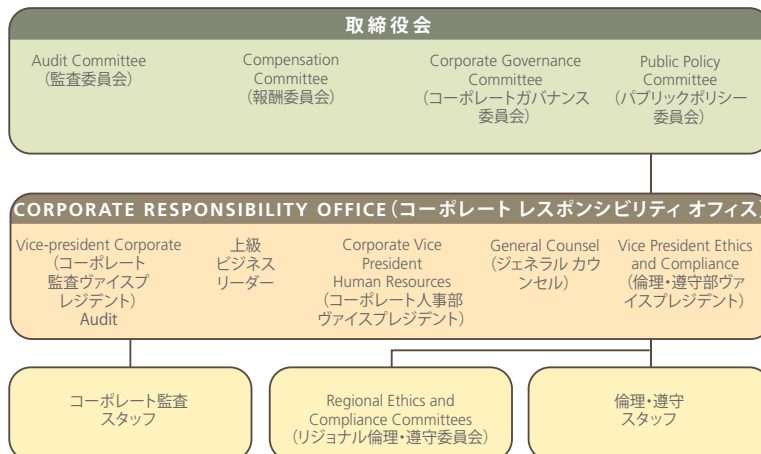 取締役会
Audit Committee
（監査委員会）
Compensation
Committee
（報酬委員会）
Corporate Governance
Committee
（コーポレートガバナンス
委員会）
Public Policy
Committee
（パブリックポリシー
委員会）
CORPORATE RESPONSIBILITY OFFICE（コーポレート レスポンシビリティ オフィス）
Vice-president Corporate
（コーポレート
監査ヴァイスプ
レジデント）
Audit
上級
ビジネス
リーダー
Corporate Vice
President
Human Resources
（コーポレート人事部
ヴァイスプレジデント）
General Counsel
（ジェネラル カウ
ンセル）
Vice President Ethics
and Compliance
（倫理・遵守部ヴァ
イスプレジデント）
コーポレート監査
スタッフ
Regional Ethics and
Compliance Committees
（リジョナル倫理・遵守委員会）
倫理・遵守
スタッフ